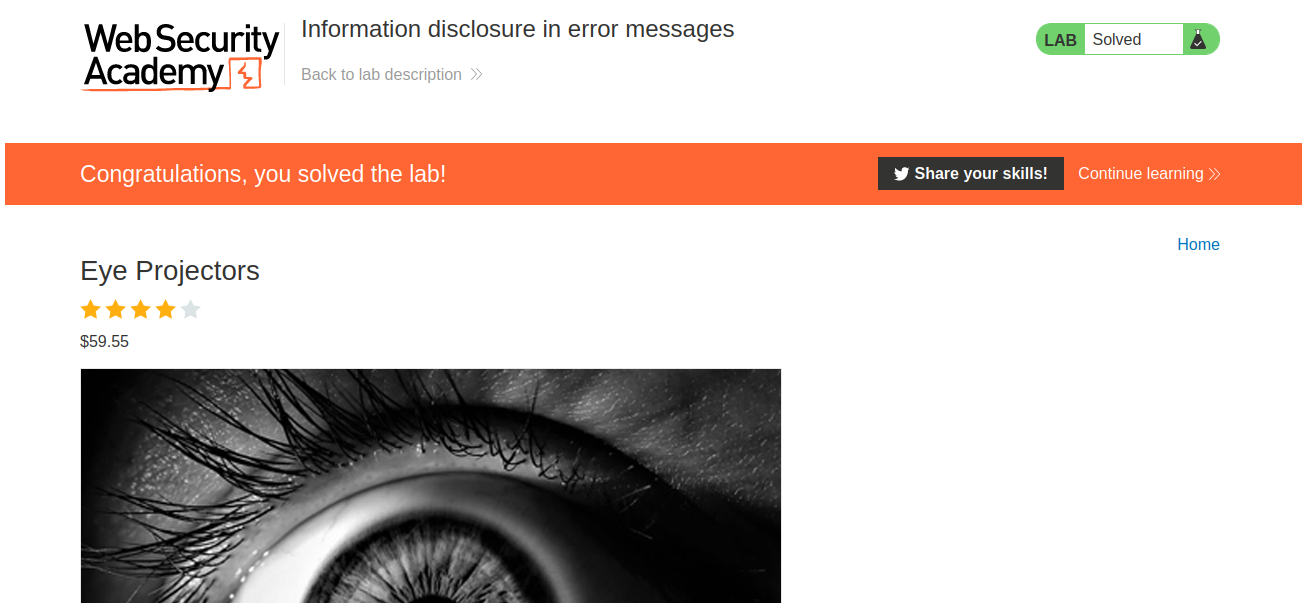 Web Security
Academy
Information disclosure in error messages
Back to lab description
LAB Solved
Congratulations, you solved the lab!
Share your skills!
Continue learning
Home
Eye Projectors
$59.55